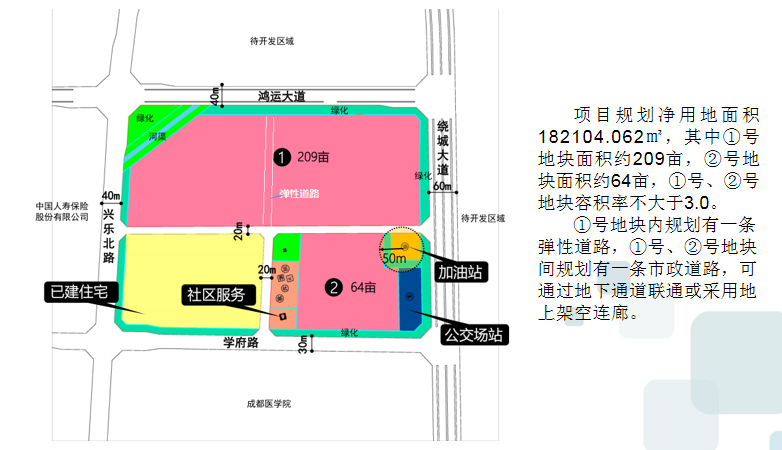 待开发区域
40m
鸿运大道
绿化
河渠
绕城大道
1 209亩
弹性道路
绿化
60m
40m
中国人寿保险
股份有限公司
兴乐北路
待开发区域
20m
50m
加油站
20m
已建住宅
社区服务
2 64亩
公交场站
绿化
学府路
30m
成都医学院
项目规划净用地面积
182104.062㎡，其中①号
地块面积约209亩，②号地
块面积约64亩，①号、②号
地块容积率不大于3.0。
①号地块内规划有一条
弹性道路，①号、②号地块
间规划有一条市政道路，可
通过地下通道联通或采用地
上架空连廊。